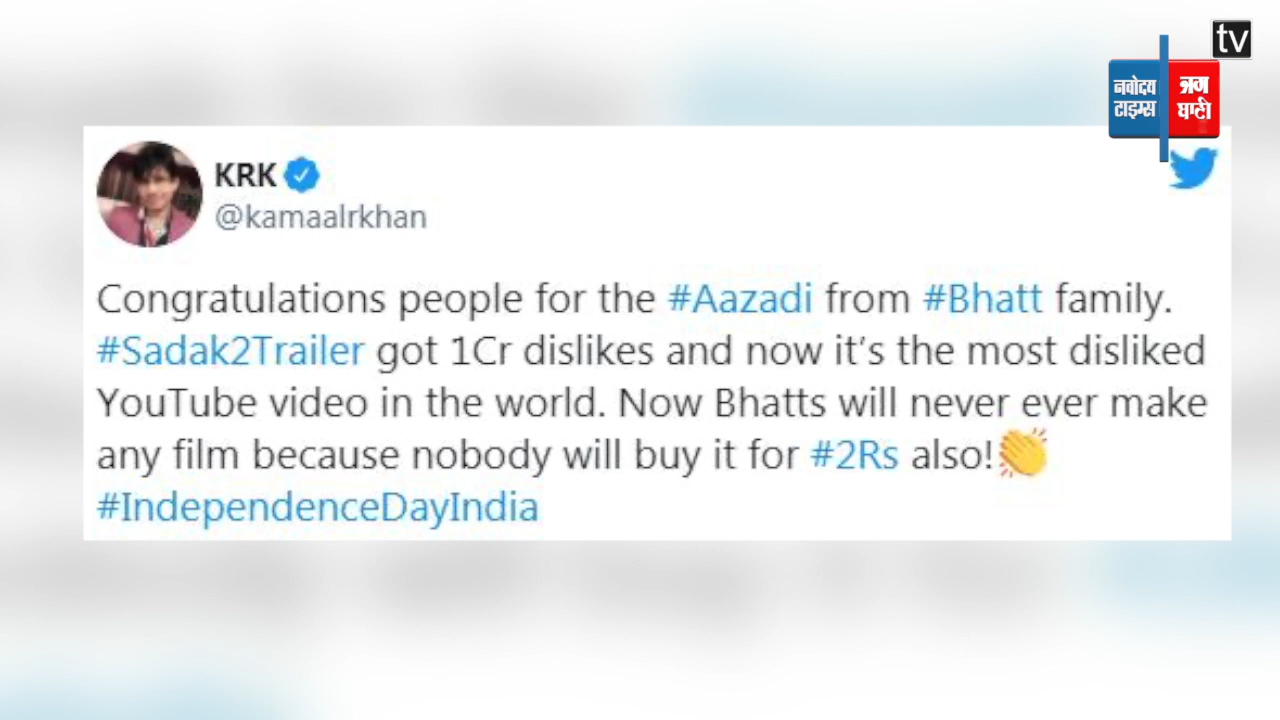 tv
नवोदय
टाइम्स
जग
बाणी
KRK
@kamaalrkhan
Congratulations people for the #Aazadi from #Bhatt family.
#Sadak2Trailer got 1Cr dislikes and now it's the most disliked
YouTube video in the world. Now Bhatts will never ever make
any film because nobody will buy it for #2Rs also!👏
#IndependenceDayIndia